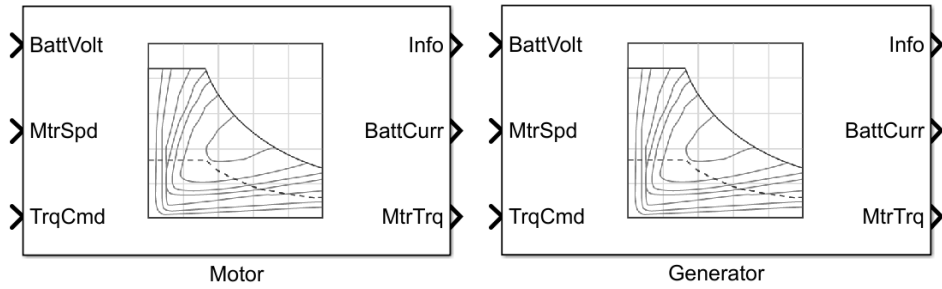 BattVolt
Info
MtrSpd
BattCurr
TrqCmd
MtrTrq
Motor
BattVolt
Info
MtrSpd
BattCurr
TrqCmd
MtrTrq
Generator